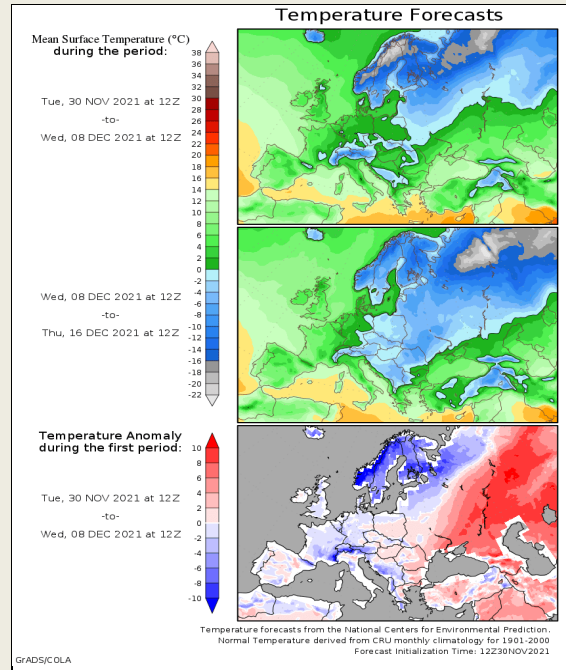 Temperature Forecasts
Mean Surface Temperature (°C)
during the period:
Tue, 30 NOV 2021 at 12Z
-to-
Wed, 08 DEC 2021 at 12Z
38
36
34
32
30
28
26
24
22
20
18
16
14
12
10
8
6
4
2
0
-2
-4
-6
-8
-10
-12
-14
-16
-18
-20
-22
Wed, 08 DEC 2021 at 12Z
-to-
Thu, 16 DEC 2021 at 12Z
Temperature Anomaly
during the first period:
Tue, 30 NOV 2021 at 12Z
-to-
Wed, 08 DEC 2021 at 12Z
10
8
6
4
2
0
-2
-4
-6
-8
-10
Temperature forecasts from the National Centers for Environmental Prediction.
Normal Temperature derived from CRU monthly climatology for 1901-2000
Forecast Initialization Time: 12Z30NOV2021
GrADS/COLA